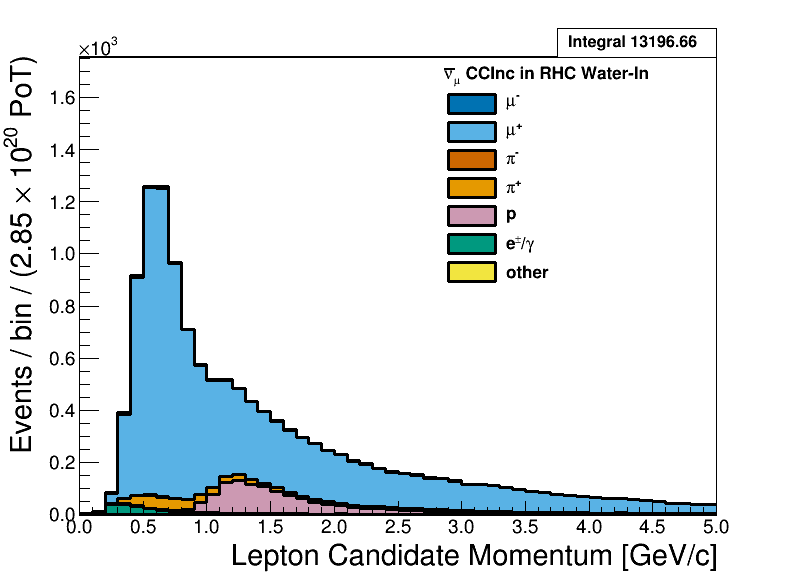 Integral 13196.66
×10³
ν̅μ CCInc in RHC Water-In
μ⁻
μ⁺
π⁻
π⁺
p
e±/γ
other
Events / bin / (2.85 × 10²⁰ PoT)
1.6
1.4
1.2
1.0
0.8
0.6
0.4
0.2
0.0
0.0 0.5 1.0 1.5 2.0 2.5 3.0 3.5 4.0 4.5 5.0
Lepton Candidate Momentum [GeV/c]